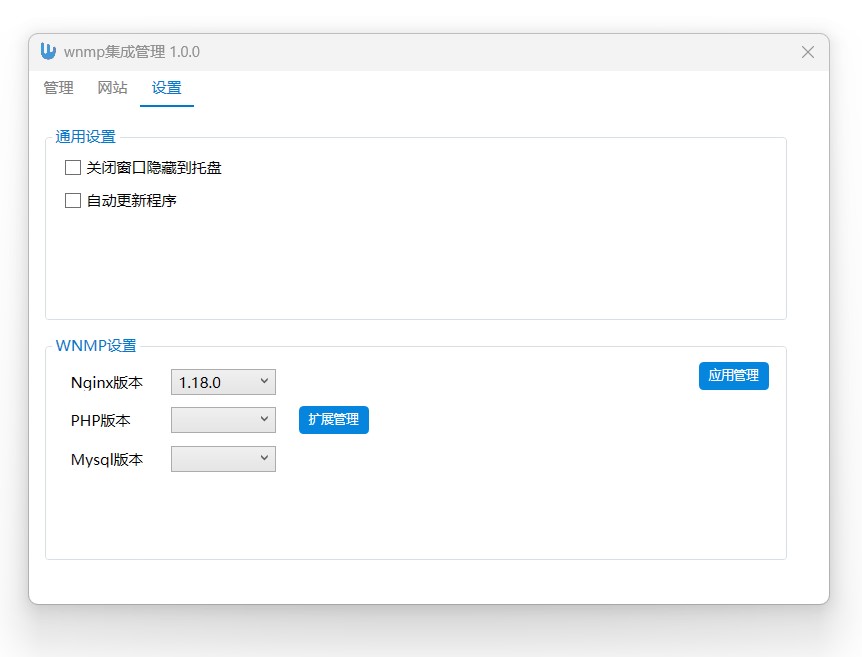 wnmp集成管理 1.0.0
管理 网站 设置
通用设置
关闭窗口隐藏到托盘
自动更新程序
WNMP设置
应用管理
Nginx版本 1.18.0
PHP版本 扩展管理
Mysql版本